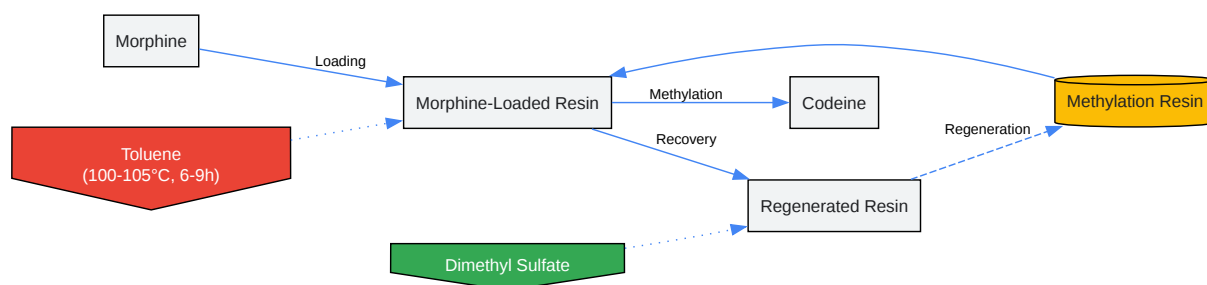 Morphine
Loading
Morphine-Loaded Resin
Methylation
Codeine
Methylation Resin
Toluene
(100-105°C, 6-9h)
Recovery
Regeneration
Regenerated Resin
Dimethyl Sulfate